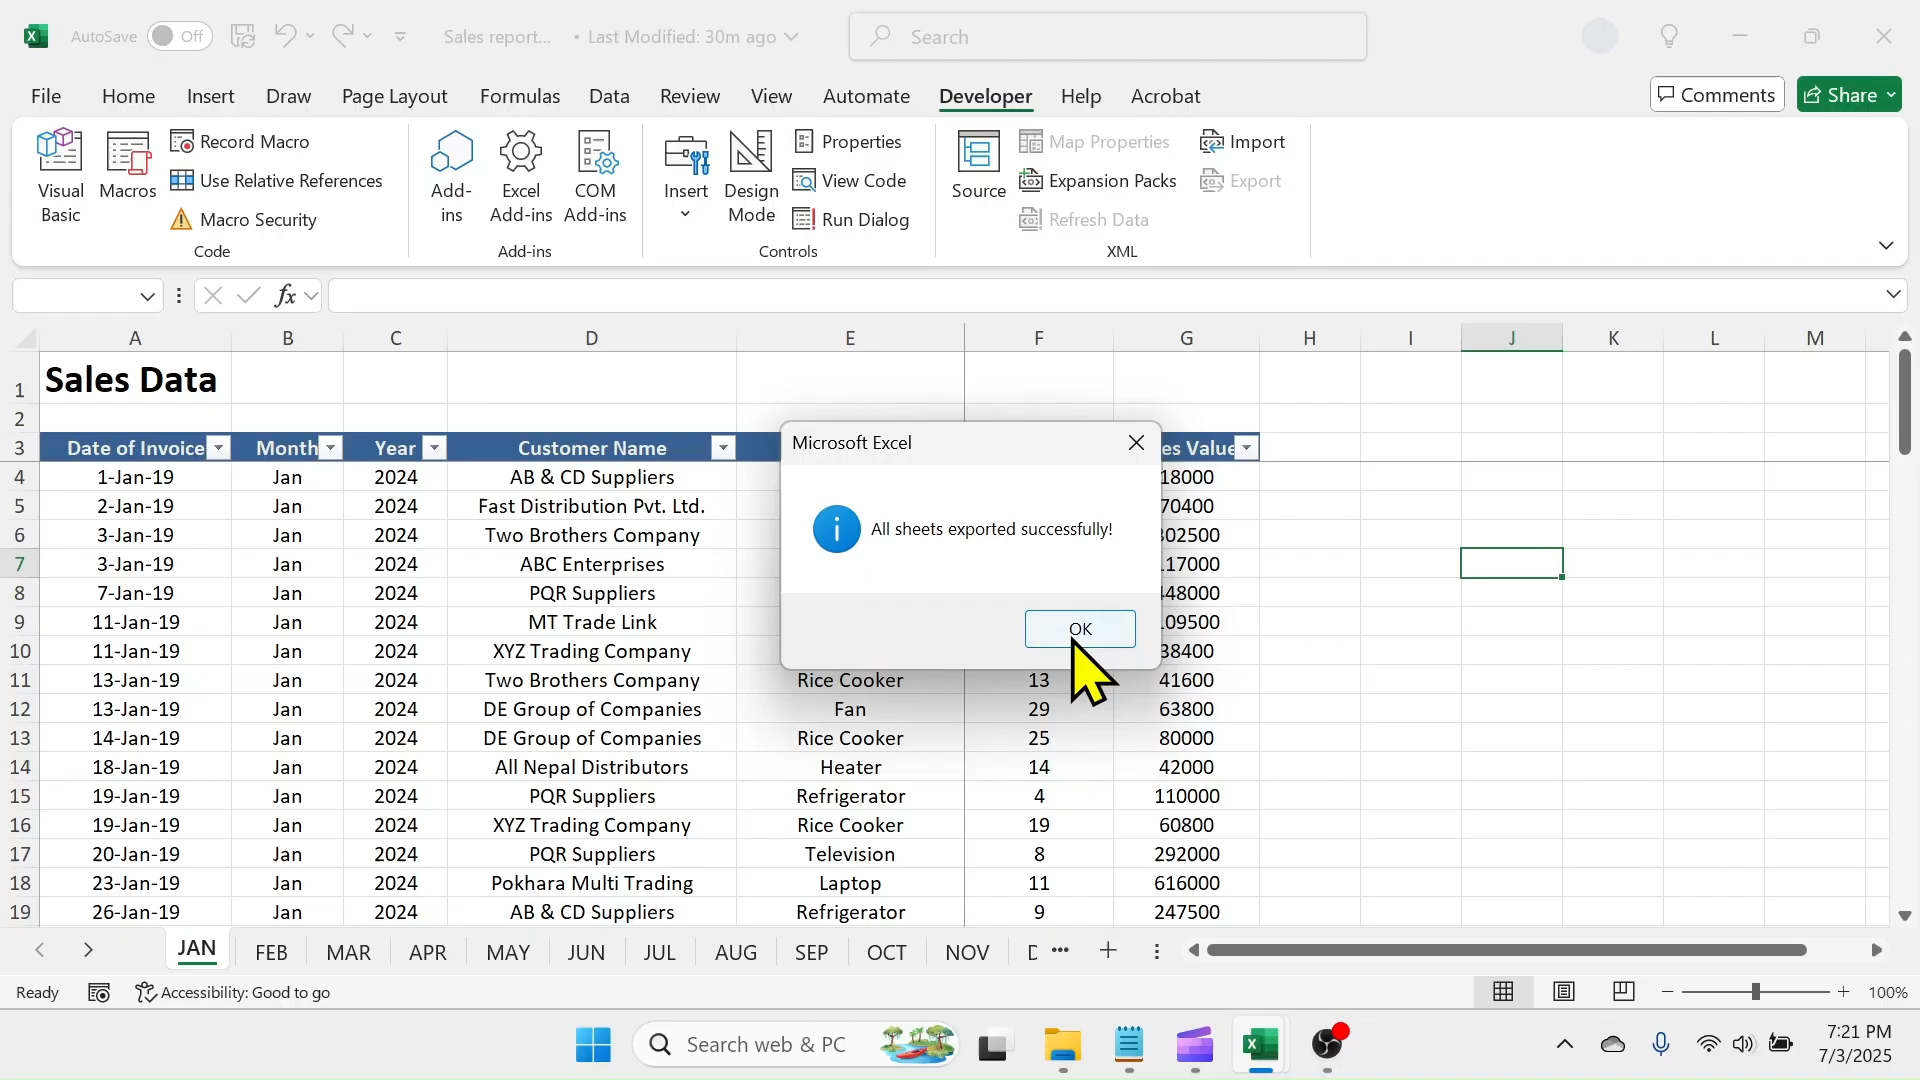 AutoSave Off Sales report... • Last Modified: 30m ago Search
File Home Insert Draw Page Layout Formulas Data Review View Automate Developer Help Acrobat Comments Share
Visual Basic
Macros
Record Macro
Use Relative References
Macro Security
Code
Add-ins
Excel Add-ins
COM Add-ins
Add-ins
Insert
Design Mode
Properties
View Code
Run Dialog
Controls
Source
Map Properties
Expansion Packs
Refresh Data
Import
Export
XML
fx
A B C D E F G H I J K L M
1 Sales Data
2
3 Date of Invoice Month Year Customer Name es Value
4 1-Jan-19 Jan 2024 AB & CD Suppliers 18000
5 2-Jan-19 Jan 2024 Fast Distribution Pvt. Ltd. 70400
6 3-Jan-19 Jan 2024 Two Brothers Company 302500
7 3-Jan-19 Jan 2024 ABC Enterprises 117000
8 7-Jan-19 Jan 2024 PQR Suppliers 448000
9 11-Jan-19 Jan 2024 MT Trade Link 109500
10 11-Jan-19 Jan 2024 XYZ Trading Company 38400
11 13-Jan-19 Jan 2024 Two Brothers Company Rice Cooker 13 41600
12 13-Jan-19 Jan 2024 DE Group of Companies Fan 29 63800
13 14-Jan-19 Jan 2024 DE Group of Companies Rice Cooker 25 80000
14 18-Jan-19 Jan 2024 All Nepal Distributors Heater 14 42000
15 19-Jan-19 Jan 2024 PQR Suppliers Refrigerator 4 110000
16 19-Jan-19 Jan 2024 XYZ Trading Company Rice Cooker 19 60800
17 20-Jan-19 Jan 2024 PQR Suppliers Television 8 292000
18 23-Jan-19 Jan 2024 Pokhara Multi Trading Laptop 11 616000
19 26-Jan-19 Jan 2024 AB & CD Suppliers Refrigerator 9 247500
Microsoft Excel
All sheets exported successfully!
OK
JAN FEB MAR APR MAY JUN JUL AUG SEP OCT NOV D ...
Ready Accessibility: Good to go 100%
Search web & PC
7:21 PM
7/3/2025